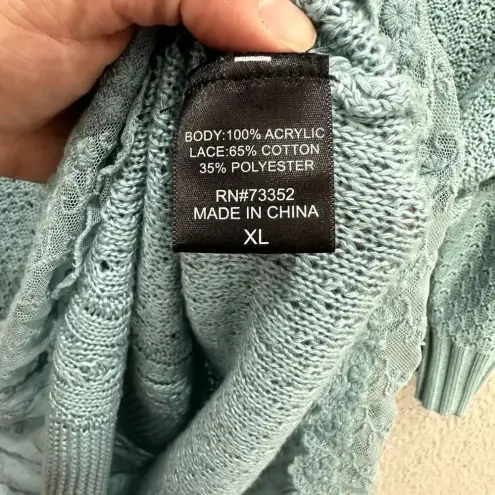 BODY:100% ACRYLIC
LACE:65% COTTON
35% POLYESTER
RN#73352
MADE IN CHINA
XL